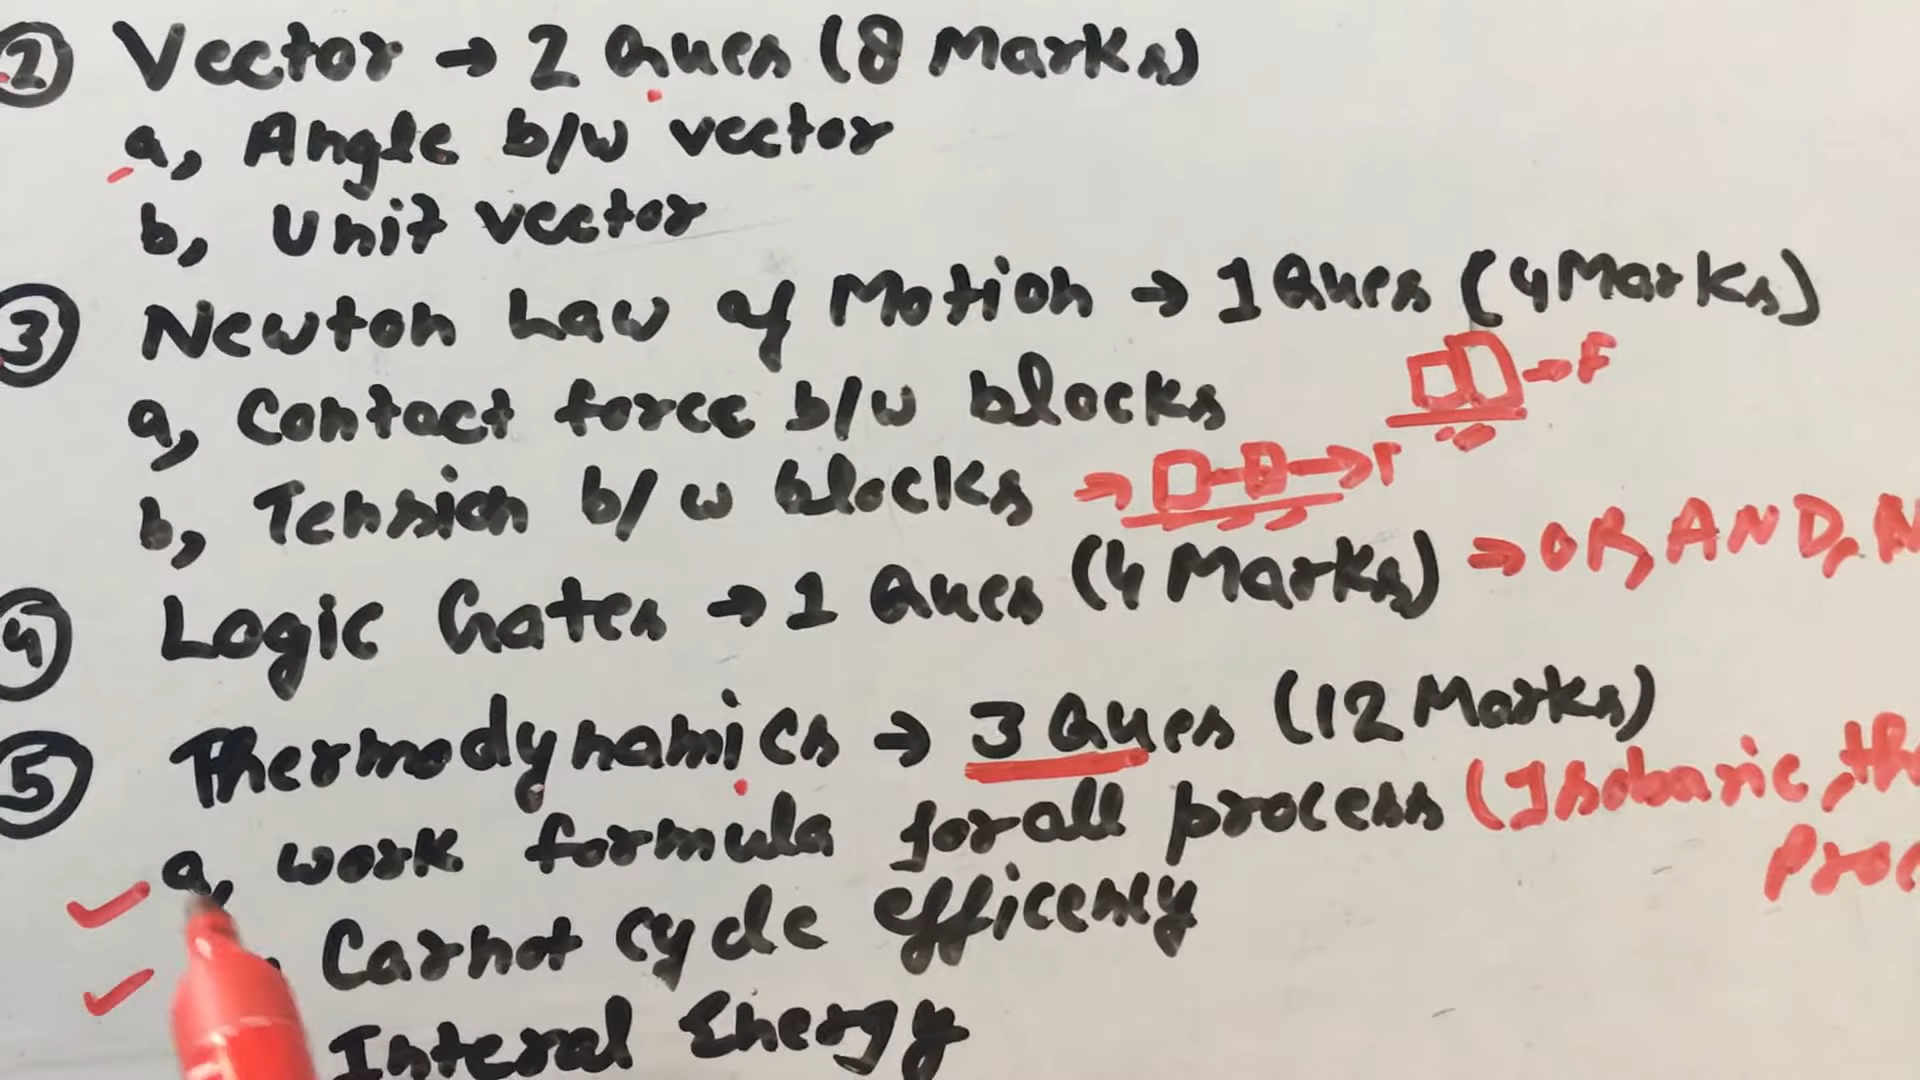 2 Vector → 2 Ques (8 Marks)
a, Angle b/w vector
b, Unit vector
3 Newton Law of Motion → 1 Ques (4 Marks)
a, Contact force b/w blocks → F
b, Tension b/w blocks → F
4 Logic Gates → 1 Ques (4 Marks) → OR, AND, N
5 Thermodynamics → 3 Ques (12 Marks)
a, work formula for all process (Isobaric,
Carnot cycle efficency
Interal Energy